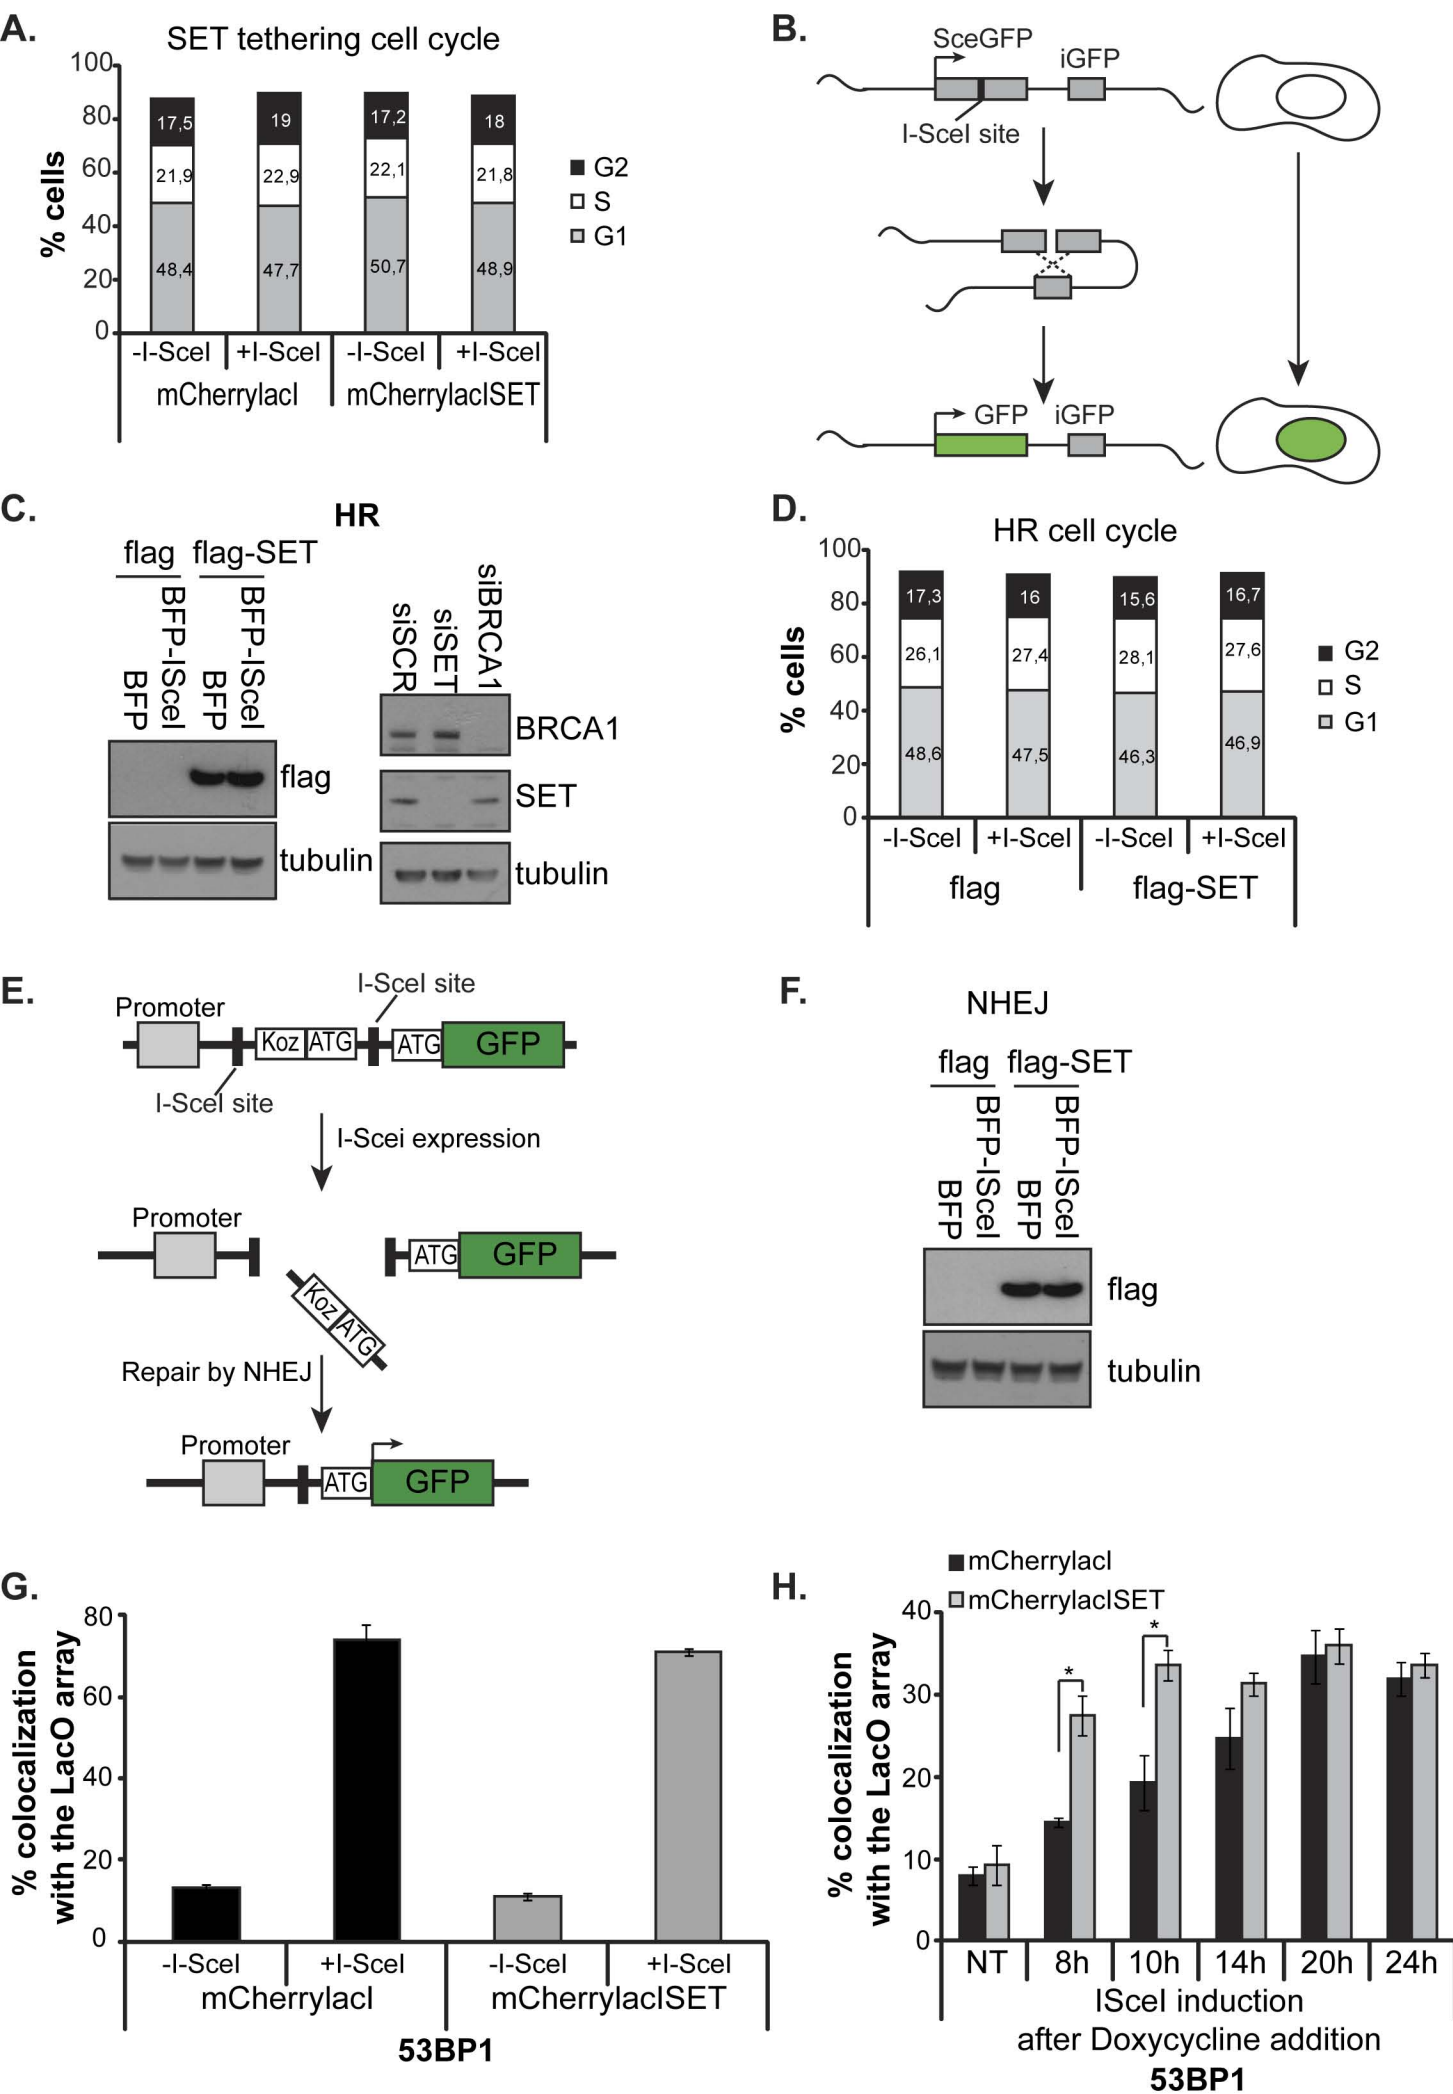 A.
SET tethering cell cycle
% cells
100
80
60
40
20
0
17,5
19
17,2
18
21,9
22,9
22,1
21,8
48,4
47,7
50,7
48,9
G2
S
G1
-I-SceI
+I-SceI
-I-SceI
+I-SceI
mCherrylacI
mCherrylacISET
B.
SceGFP
iGFP
I-SceI site
GFP
iGFP
C.
HR
flag
flag-SET
BFP
BFP-ISceI
BFP
BFP-ISceI
flag
tubulin
siSCR
siSET
siBRCA1
BRCA1
SET
tubulin
D.
HR cell cycle
% cells
100
80
60
40
20
0
17,3
16
15,6
16,7
26,1
27,4
28,1
27,6
48,6
47,5
46,3
46,9
G2
S
G1
-I-SceI
+I-SceI
-I-SceI
+I-SceI
flag
flag-SET
E.
I-SceI site
Promoter
Koz ATG
ATG GFP
I-SceI site
I-Scei expression
Promoter
ATG GFP
Koz ATG
Repair by NHEJ
Promoter
ATG GFP
F.
NHEJ
flag
flag-SET
BFP
BFP-ISceI
BFP
BFP-ISceI
flag
tubulin
G.
% colocalization
with the LacO array
80
60
40
20
0
-I-SceI
+I-SceI
-I-SceI
+I-SceI
mCherrylacI
mCherrylacISET
53BP1
H.
mCherrylacI
mCherrylacISET
% colocalization
with the LacO array
40
30
20
10
0
*
*
NT
8h
10h
14h
20h
24h
ISceI induction
after Doxycycline addition
53BP1